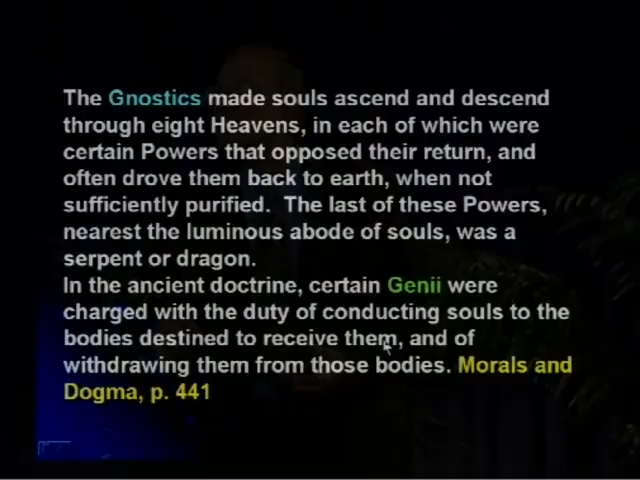 The Gnostics made souls ascend and descend
through eight Heavens, in each of which were
certain Powers that opposed their return, and
often drove them back to earth, when not
sufficiently purified.  The last of these Powers,
nearest the luminous abode of souls, was a
serpent or dragon.
In the ancient doctrine, certain Genii were
charged with the duty of conducting souls to the
bodies destined to receive them, and of
withdrawing them from those bodies. Morals and
Dogma, p. 441